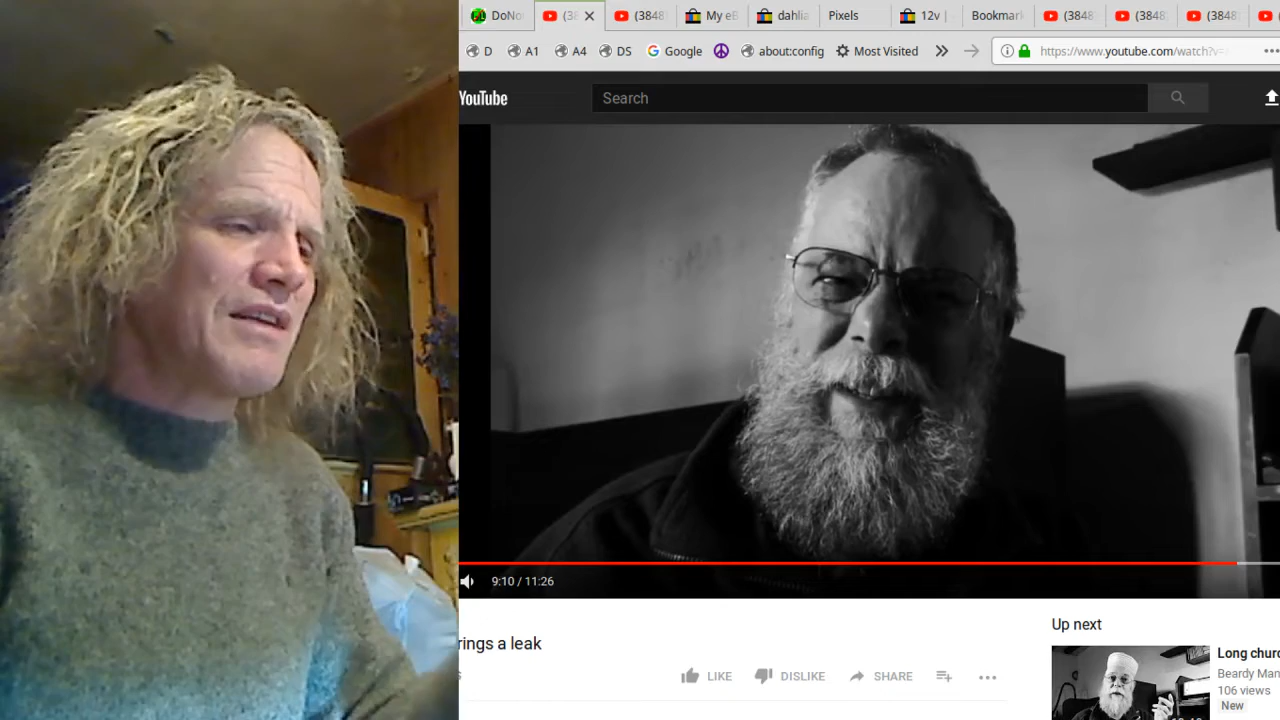 DoNo (38 (3848 My eB dahlia Pixels 12v | Bookmar (3848 (3848 (3848 (
D A1 A4 DS Google about:config Most Visited https://www.youtube.com/watch?v=
YouTube Search
9:10 / 11:26
rings a leak
LIKE DISLIKE SHARE
Up next
Long churc
Beardy Man
106 views
New